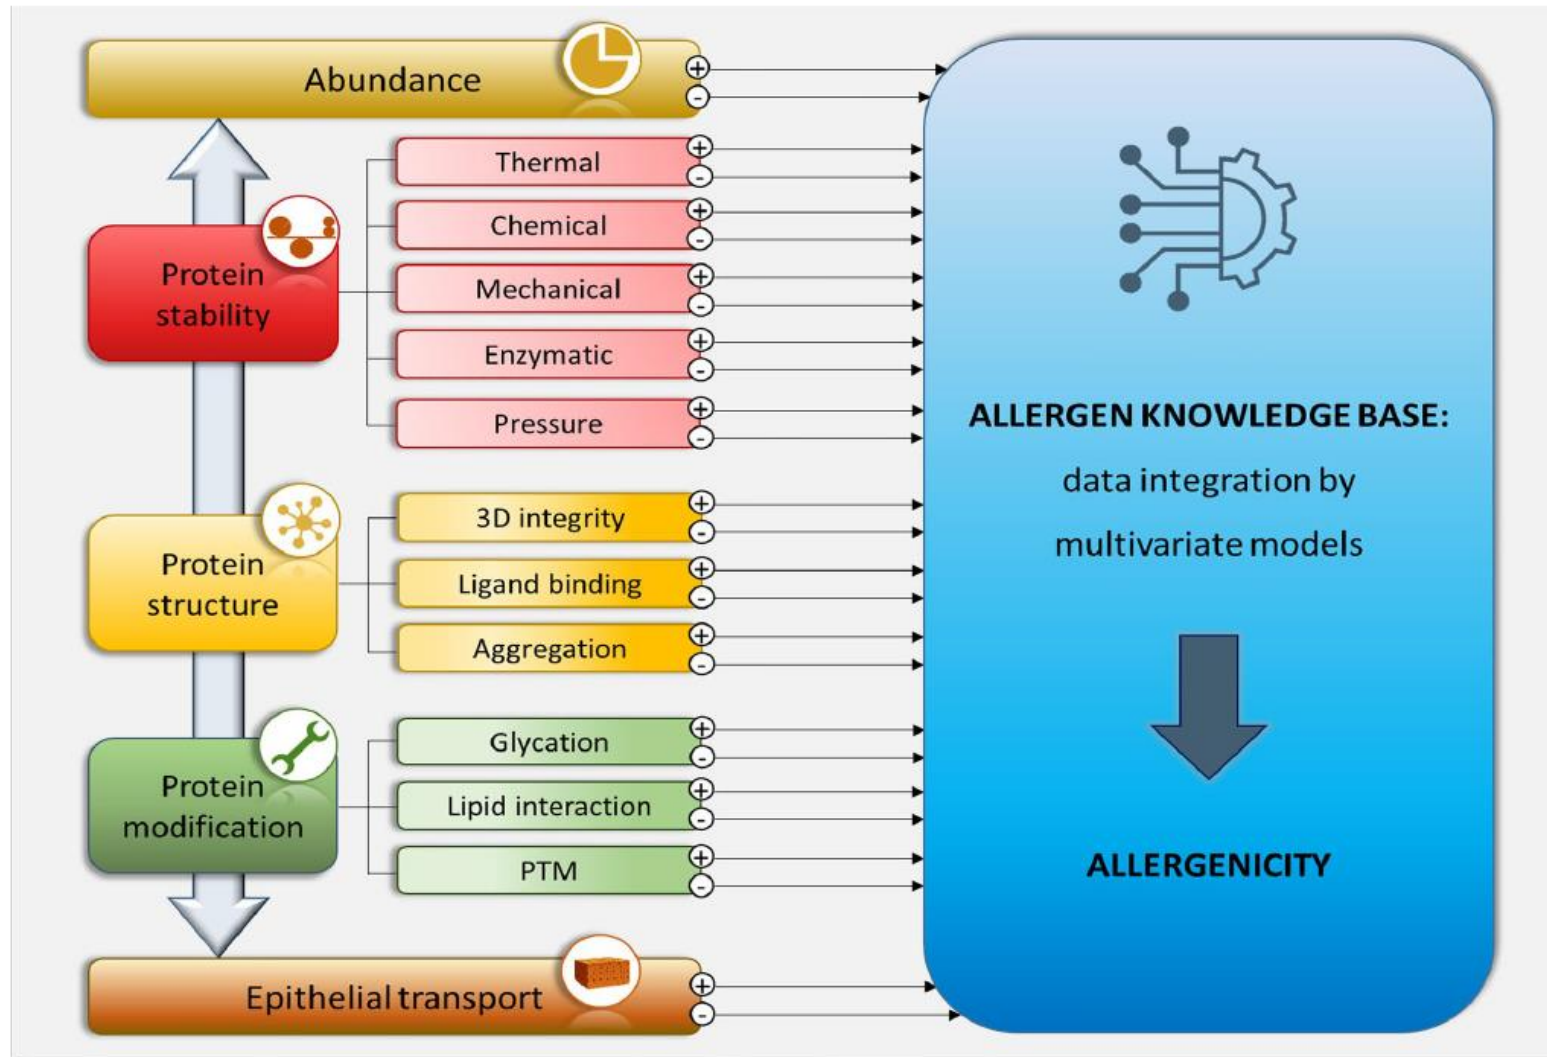 Abundance
+
-
Protein
stability
Thermal
+
-
Chemical
+
-
Mechanical
+
-
Enzymatic
+
-
Pressure
+
-
Protein
structure
3D integrity
+
-
Ligand binding
+
-
Aggregation
+
-
Protein
modification
Glycation
+
-
Lipid interaction
+
-
PTM
+
-
Epithelial transport
+
-
ALLERGEN KNOWLEDGE BASE:
data integration by
multivariate models
ALLERGENICITY